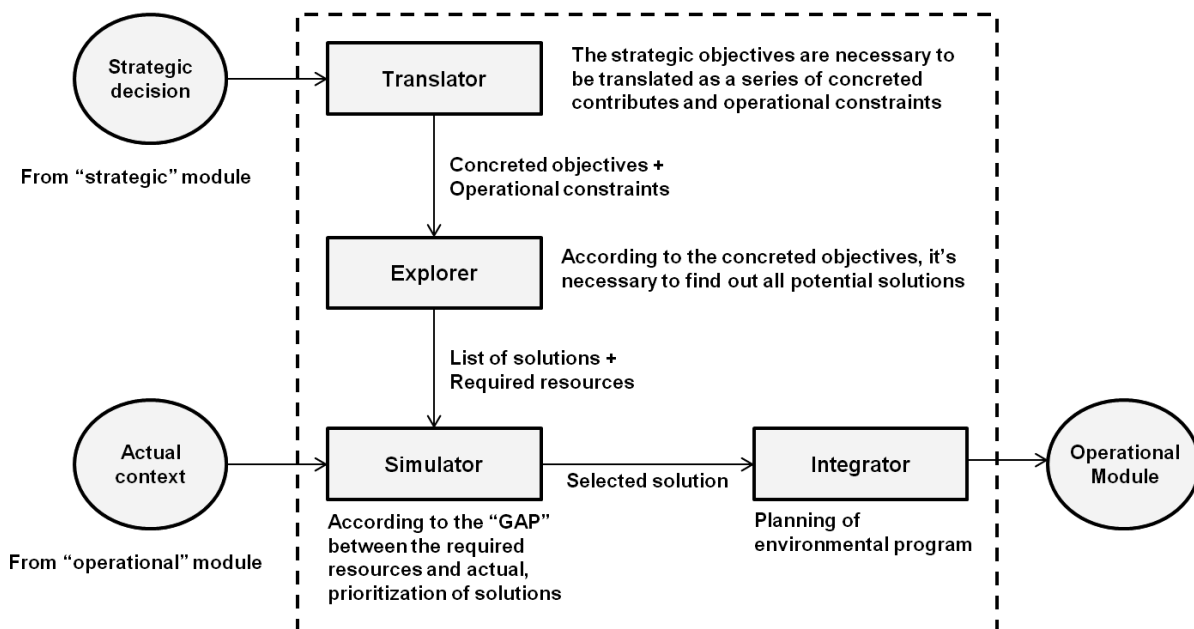 Strategic
decision
From “strategic” module
Translator
The strategic objectives are necessary to
be translated as a series of concreted
contributes and operational constraints
Concreted objectives +
Operational constraints
Explorer
According to the concreted objectives, it’s
necessary to find out all potential solutions
List of solutions +
Required resources
Actual
context
From “operational” module
Simulator
According to the “GAP”
between the required
resources and actual,
prioritization of solutions
Selected solution
Integrator
Planning of
environmental program
Operational
Module